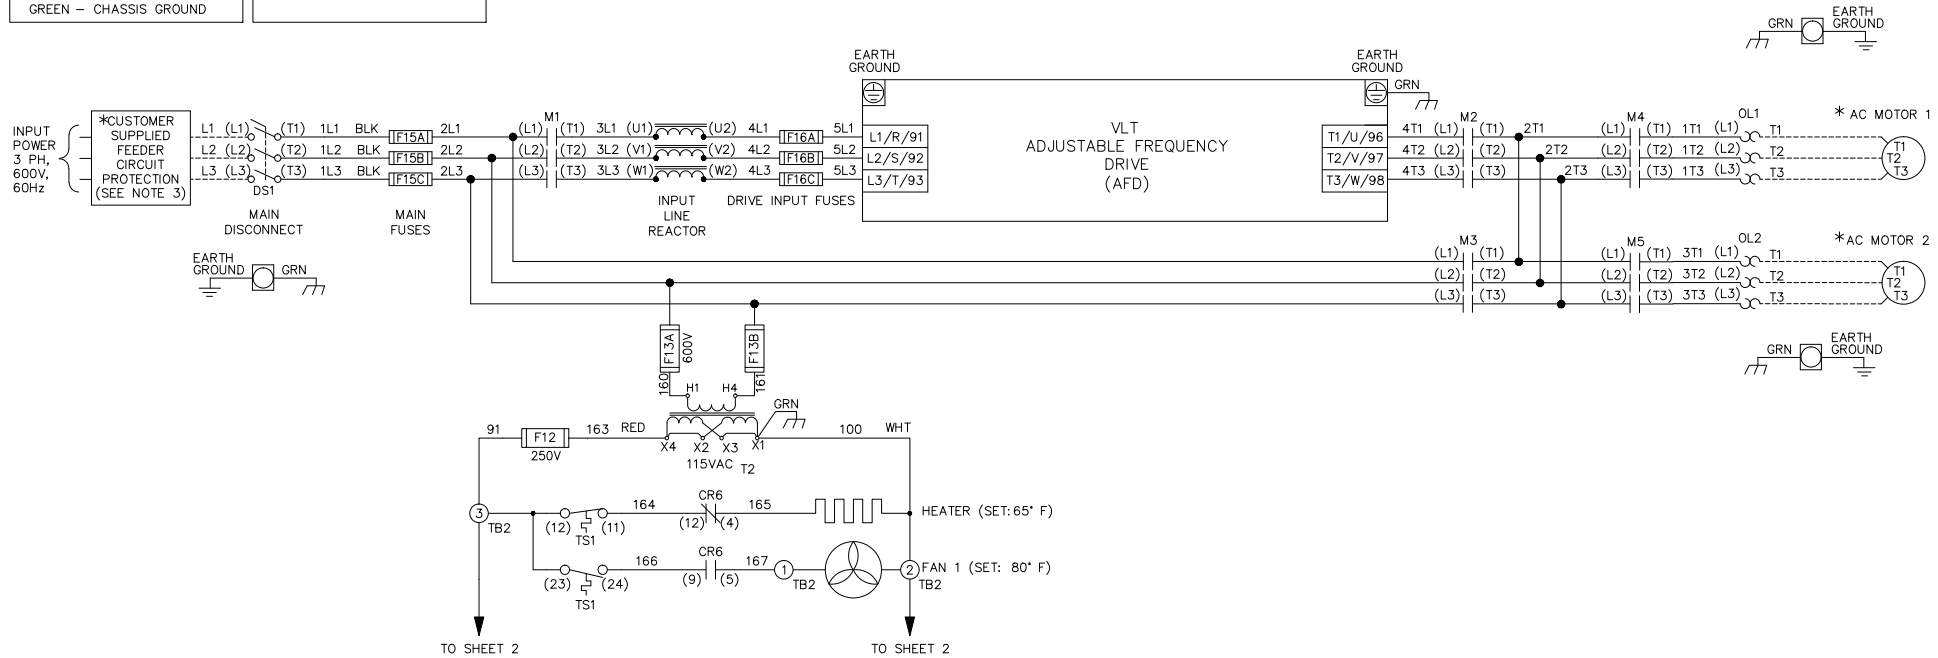 GREEN – CHASSIS GROUND
GRN
EARTH
GROUND
EARTH
GROUND
EARTH
GROUND
GRN
INPUT
POWER
3 PH,
600V,
60Hz
*CUSTOMER
SUPPLIED
FEEDER
CIRCUIT
PROTECTION
(SEE NOTE 3)
L1 (L1) (T1) 1L1 BLK F15A 2L1
L2 (L2) (T2) 1L2 BLK F15B 2L2
L3 (L3) (T3) 1L3 BLK F15C 2L3
DS1
MAIN
DISCONNECT
MAIN
FUSES
M1
(L1) (T1) 3L1 (U1) (U2) 4L1 F16A 5L1 L1/R/91
(L2) (T2) 3L2 (V1) (V2) 4L2 F16B 5L2 L2/S/92
(L3) (T3) 3L3 (W1) (W2) 4L3 F16C 5L3 L3/T/93
INPUT
LINE
REACTOR
DRIVE INPUT FUSES
VLT
ADJUSTABLE FREQUENCY
DRIVE
(AFD)
M2 M4 OL1 * AC MOTOR 1
T1/U/96 4T1 (L1) (T1) 2T1 (L1) (T1) 1T1 (L1) T1 T1
T2/V/97 4T2 (L2) (T2) 2T2 (L2) (T2) 1T2 (L2) T2 T2
T3/W/98 4T3 (L3) (T3) 2T3 (L3) (T3) 1T3 (L3) T3 T3
M3 M5 OL2 *AC MOTOR 2
(L1) (T1) (L1) (T1) 3T1 (L1) T1 T1
(L2) (T2) (L2) (T2) 3T2 (L2) T2 T2
(L3) (T3) (L3) (T3) 3T3 (L3) T3 T3
EARTH
GROUND
GRN
GRN
EARTH
GROUND
F13A
600V
F13B
160
161
H1 H4
GRN
91 F12 163 RED
250V
X4 X2 X3 X1
100 WHT
115VAC T2
3
TB2
(12) (11)
TS1
164
CR6
(12) (4)
165
HEATER (SET: 65° F)
(23) (24)
TS1
166
CR6
(9) (5)
167
1
TB2
2
TB2
FAN 1 (SET: 80° F)
TO SHEET 2
TO SHEET 2